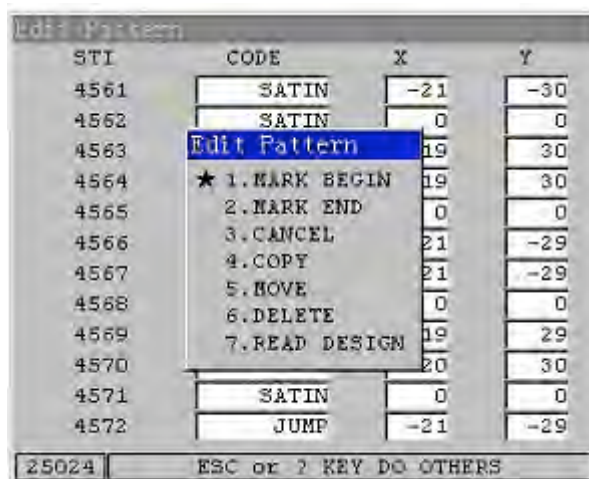 Edit Pattern
STI CODE X Y
4561 SATIN -21 -30
4562 SATIN 0 0
4563 19 30
4564 19 30
4565 0 0
4566 21 -29
4567 21 -29
4568 0 0
4569 19 29
4570 20 30
4571 SATIN 0 0
4572 JUMP -21 -29
Edit Pattern
★ 1.MARK BEGIN
2.MARK END
3.CANCEL
4.COPY
5.MOVE
6.DELETE
7.READ DESIGN
25024 ESC or ? KEY DO OTHERS